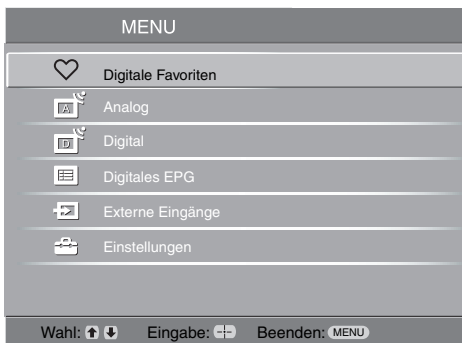 MENU
Digitale Favoriten
A Analog
D Digital
Digitales EPG
Externe Eingänge
Einstellungen
Wahl: Eingabe: Beenden: MENU